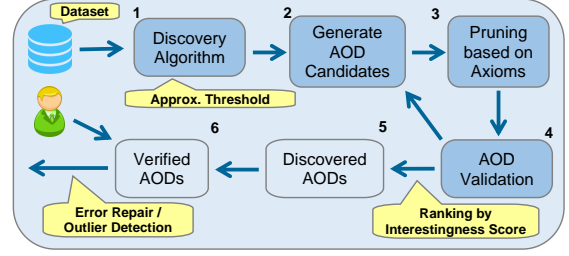 Dataset
1
Discovery
Algorithm
Approx. Threshold
2
Generate
AOD
Candidates
3
Pruning
based on
Axioms
4
AOD
Validation
Ranking by
Interestingness Score
5
Discovered
AODs
6
Verified
AODs
Error Repair /
Outlier Detection